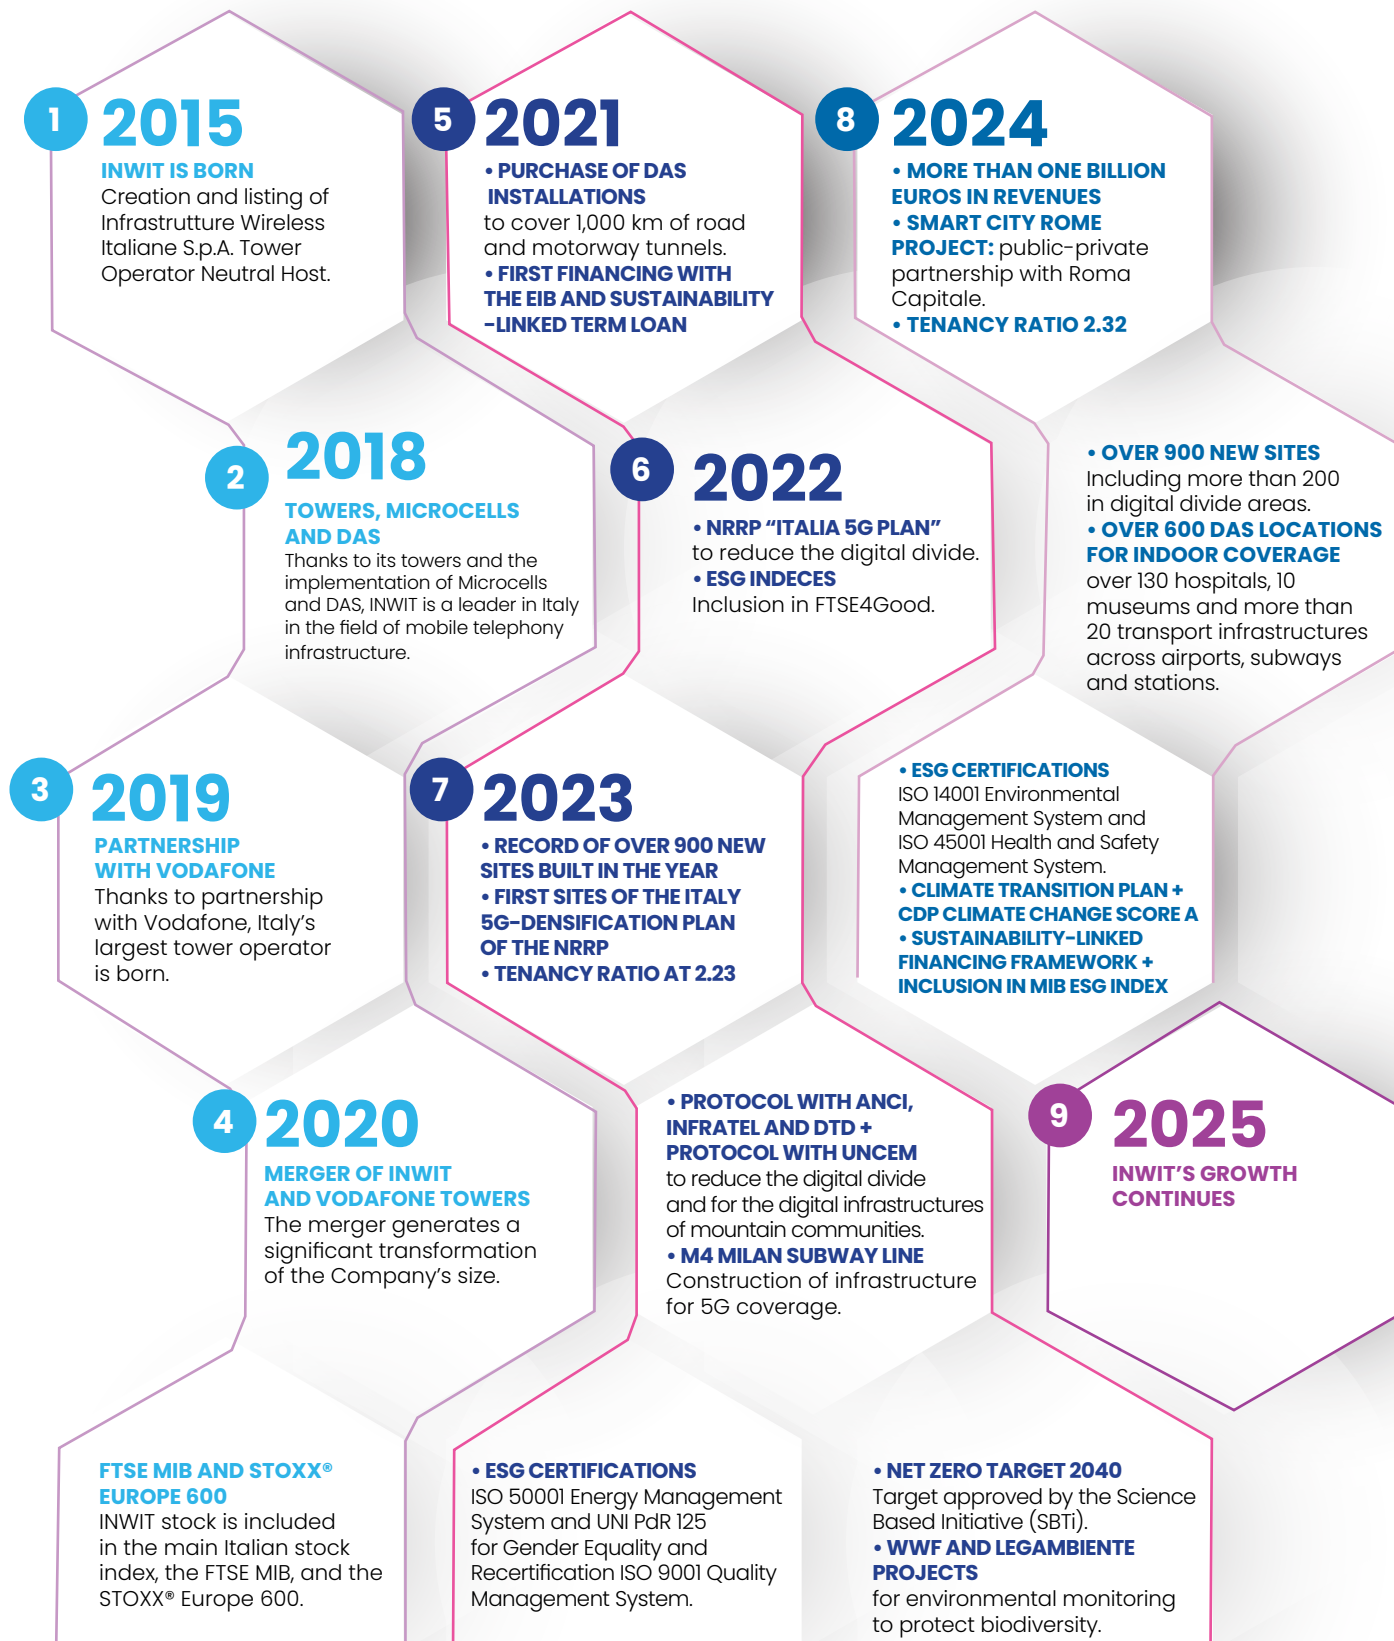 1
2015
INWIT IS BORN
Creation and listing of
Infrastrutture Wireless
Italiane S.p.A. Tower
Operator Neutral Host.
2
2018
TOWERS, MICROCELLS
AND DAS
Thanks to its towers and the
implementation of Microcells
and DAS, INWIT is a leader in Italy
in the field of mobile telephony
infrastructure.
3
2019
PARTNERSHIP
WITH VODAFONE
Thanks to partnership
with Vodafone, Italy's
largest tower operator
is born.
4
2020
MERGER OF INWIT
AND VODAFONE TOWERS
The merger generates a
significant transformation
of the Company's size.
FTSE MIB AND STOXX®
EUROPE 600
INWIT stock is included
in the main Italian stock
index, the FTSE MIB, and the
STOXX® Europe 600.
5
2021
• PURCHASE OF DAS
INSTALLATIONS
to cover 1,000 km of road
and motorway tunnels.
• FIRST FINANCING WITH
THE EIB AND SUSTAINABILITY
-LINKED TERM LOAN
6
2022
• NRRP “ITALIA 5G PLAN”
to reduce the digital divide.
• ESG INDECES
Inclusion in FTSE4Good.
7
2023
• RECORD OF OVER 900 NEW
SITES BUILT IN THE YEAR
• FIRST SITES OF THE ITALY
5G-DENSIFICATION PLAN
OF THE NRRP
• TENANCY RATIO AT 2.23
• PROTOCOL WITH ANCI,
INFRATEL AND DTD +
PROTOCOL WITH UNCEM
to reduce the digital divide
and for the digital infrastructures
of mountain communities.
• M4 MILAN SUBWAY LINE
Construction of infrastructure
for 5G coverage.
• ESG CERTIFICATIONS
ISO 50001 Energy Management
System and UNI PdR 125
for Gender Equality and
Recertification ISO 9001 Quality
Management System.
• NET ZERO TARGET 2040
Target approved by the Science
Based Initiative (SBTi).
• WWF AND LEGAMBIENTE
PROJECTS
for environmental monitoring
to protect biodiversity.
8
2024
• MORE THAN ONE BILLION
EUROS IN REVENUES
• SMART CITY ROME
PROJECT: public-private
partnership with Roma
Capitale.
• TENANCY RATIO 2.32
• OVER 900 NEW SITES
Including more than 200
in digital divide areas.
• OVER 600 DAS LOCATIONS
FOR INDOOR COVERAGE
over 130 hospitals, 10
museums and more than
20 transport infrastructures
across airports, subways
and stations.
• ESG CERTIFICATIONS
ISO 14001 Environmental
Management System and
ISO 45001 Health and Safety
Management System.
• CLIMATE TRANSITION PLAN +
CDP CLIMATE CHANGE SCORE A
• SUSTAINABILITY-LINKED
FINANCING FRAMEWORK +
INCLUSION IN MIB ESG INDEX
9
2025
INWIT'S GROWTH
CONTINUES